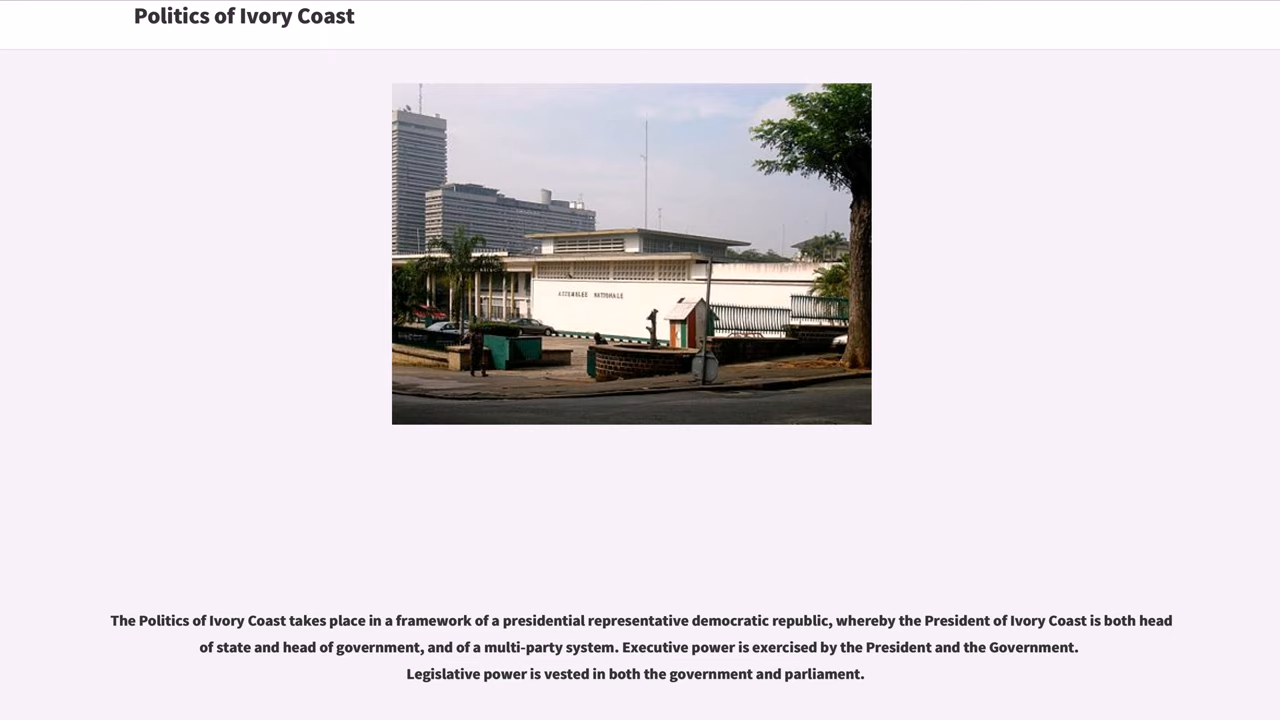 Politics of Ivory Coast
ASSEMBLEE NATIONALE
The Politics of Ivory Coast takes place in a framework of a presidential representative democratic republic, whereby the President of Ivory Coast is both head
of state and head of government, and of a multi-party system. Executive power is exercised by the President and the Government.
Legislative power is vested in both the government and parliament.